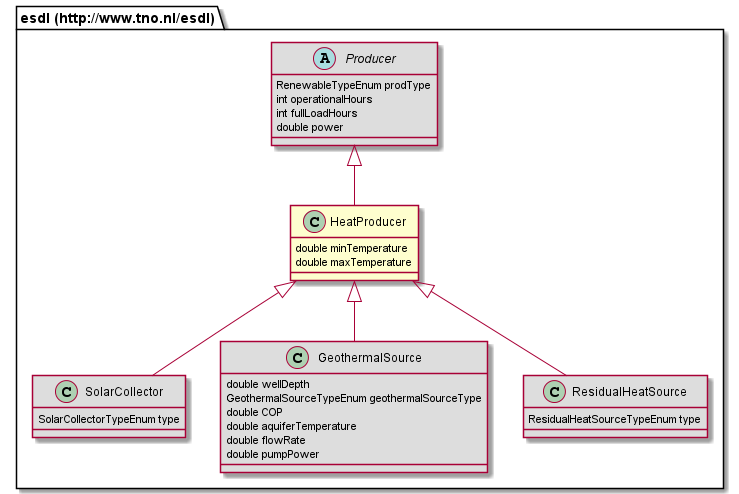 esdl (http://www.tno.nl/esdl)
A Producer
RenewableTypeEnum prodType
int operationalHours
int fullLoadHours
double power
C HeatProducer
double minTemperature
double maxTemperature
C SolarCollector
SolarCollectorTypeEnum type
C GeothermalSource
double wellDepth
GeothermalSourceTypeEnum geothermalSourceType
double COP
double aquiferTemperature
double flowRate
double pumpPower
C ResidualHeatSource
ResidualHeatSourceTypeEnum type